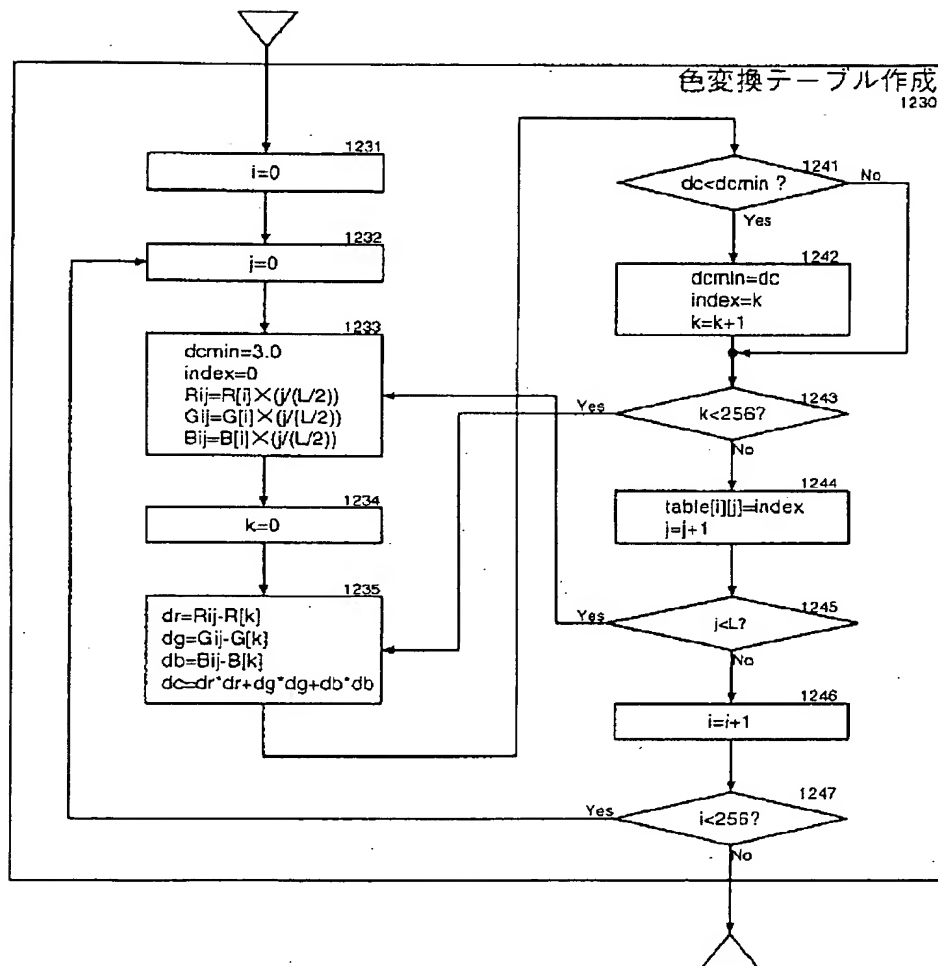 色変換テーブル作成
1230
1231
i=0
1232
j=0
1233
dcmin=3.0
index=0
Rij=R[i]×(j/(L/2))
Gij=G[i]×(j/(L/2))
Bij=B[i]×(j/(L/2))
1234
k=0
1235
dr=Rij-R[k]
dg=Gij-G[k]
db=Bij-B[k]
dc=dr*dr+dg*dg+db*db
1241
dc<dcmin ?
No
Yes
1242
dcmin=dc
index=k
k=k+1
1243
k<256?
Yes
No
1244
table[i][j]=index
j=j+1
1245
j<L?
Yes
No
1246
i=i+1
1247
i<256?
Yes
No